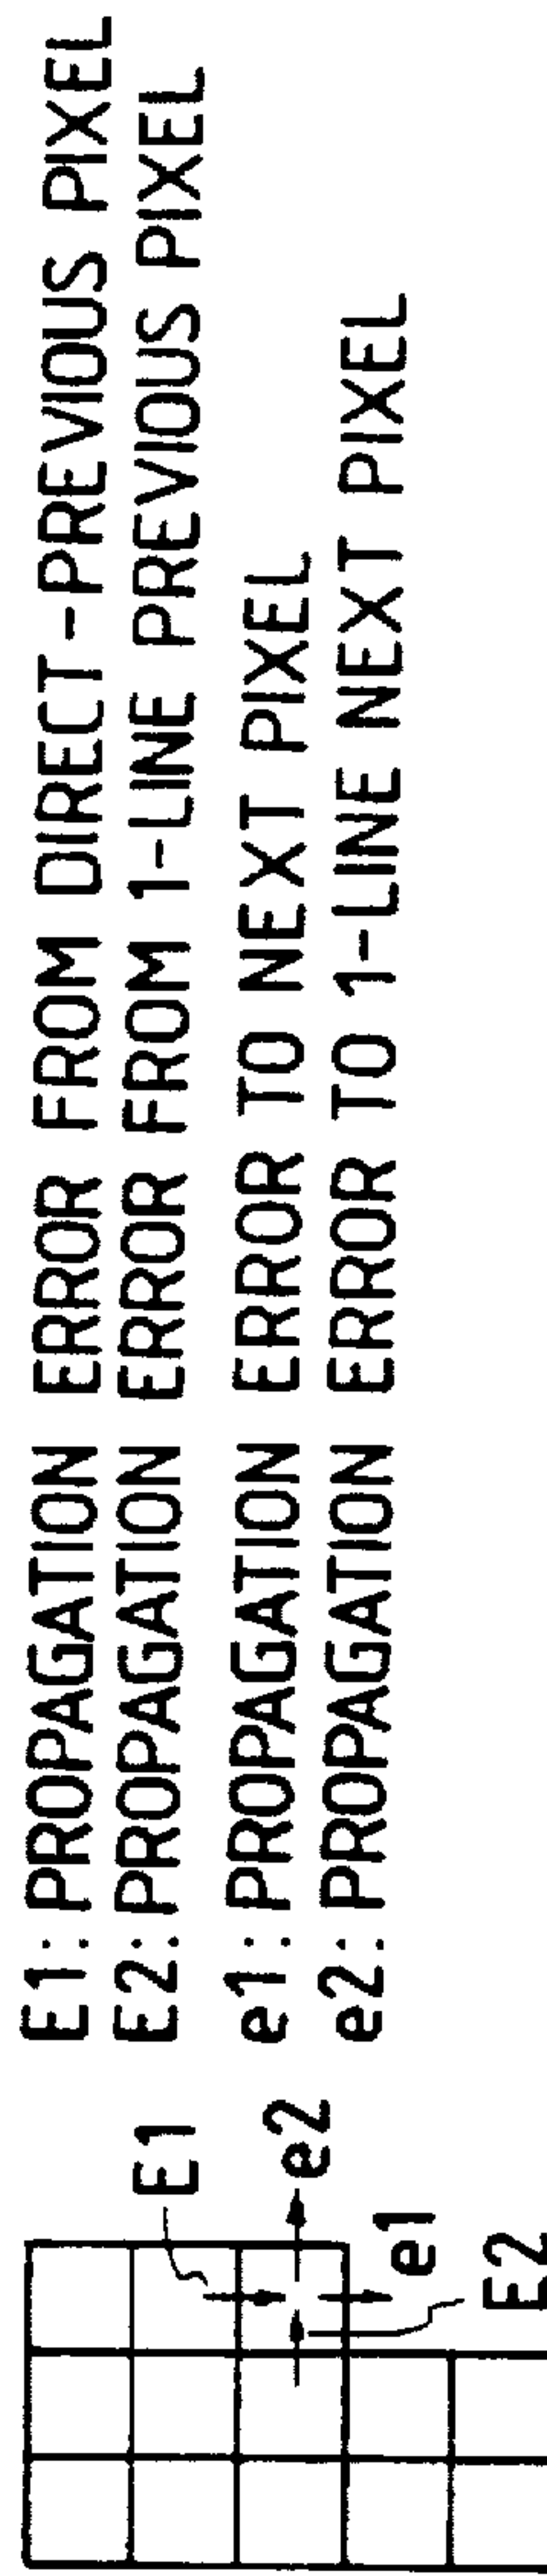 E1
e2
e1
E2
E1: PROPAGATION ERROR FROM DIRECT-PREVIOUS PIXEL
E2: PROPAGATION ERROR FROM 1-LINE PREVIOUS PIXEL
e1: PROPAGATION ERROR TO NEXT PIXEL
e2: PROPAGATION ERROR TO 1-LINE NEXT PIXEL